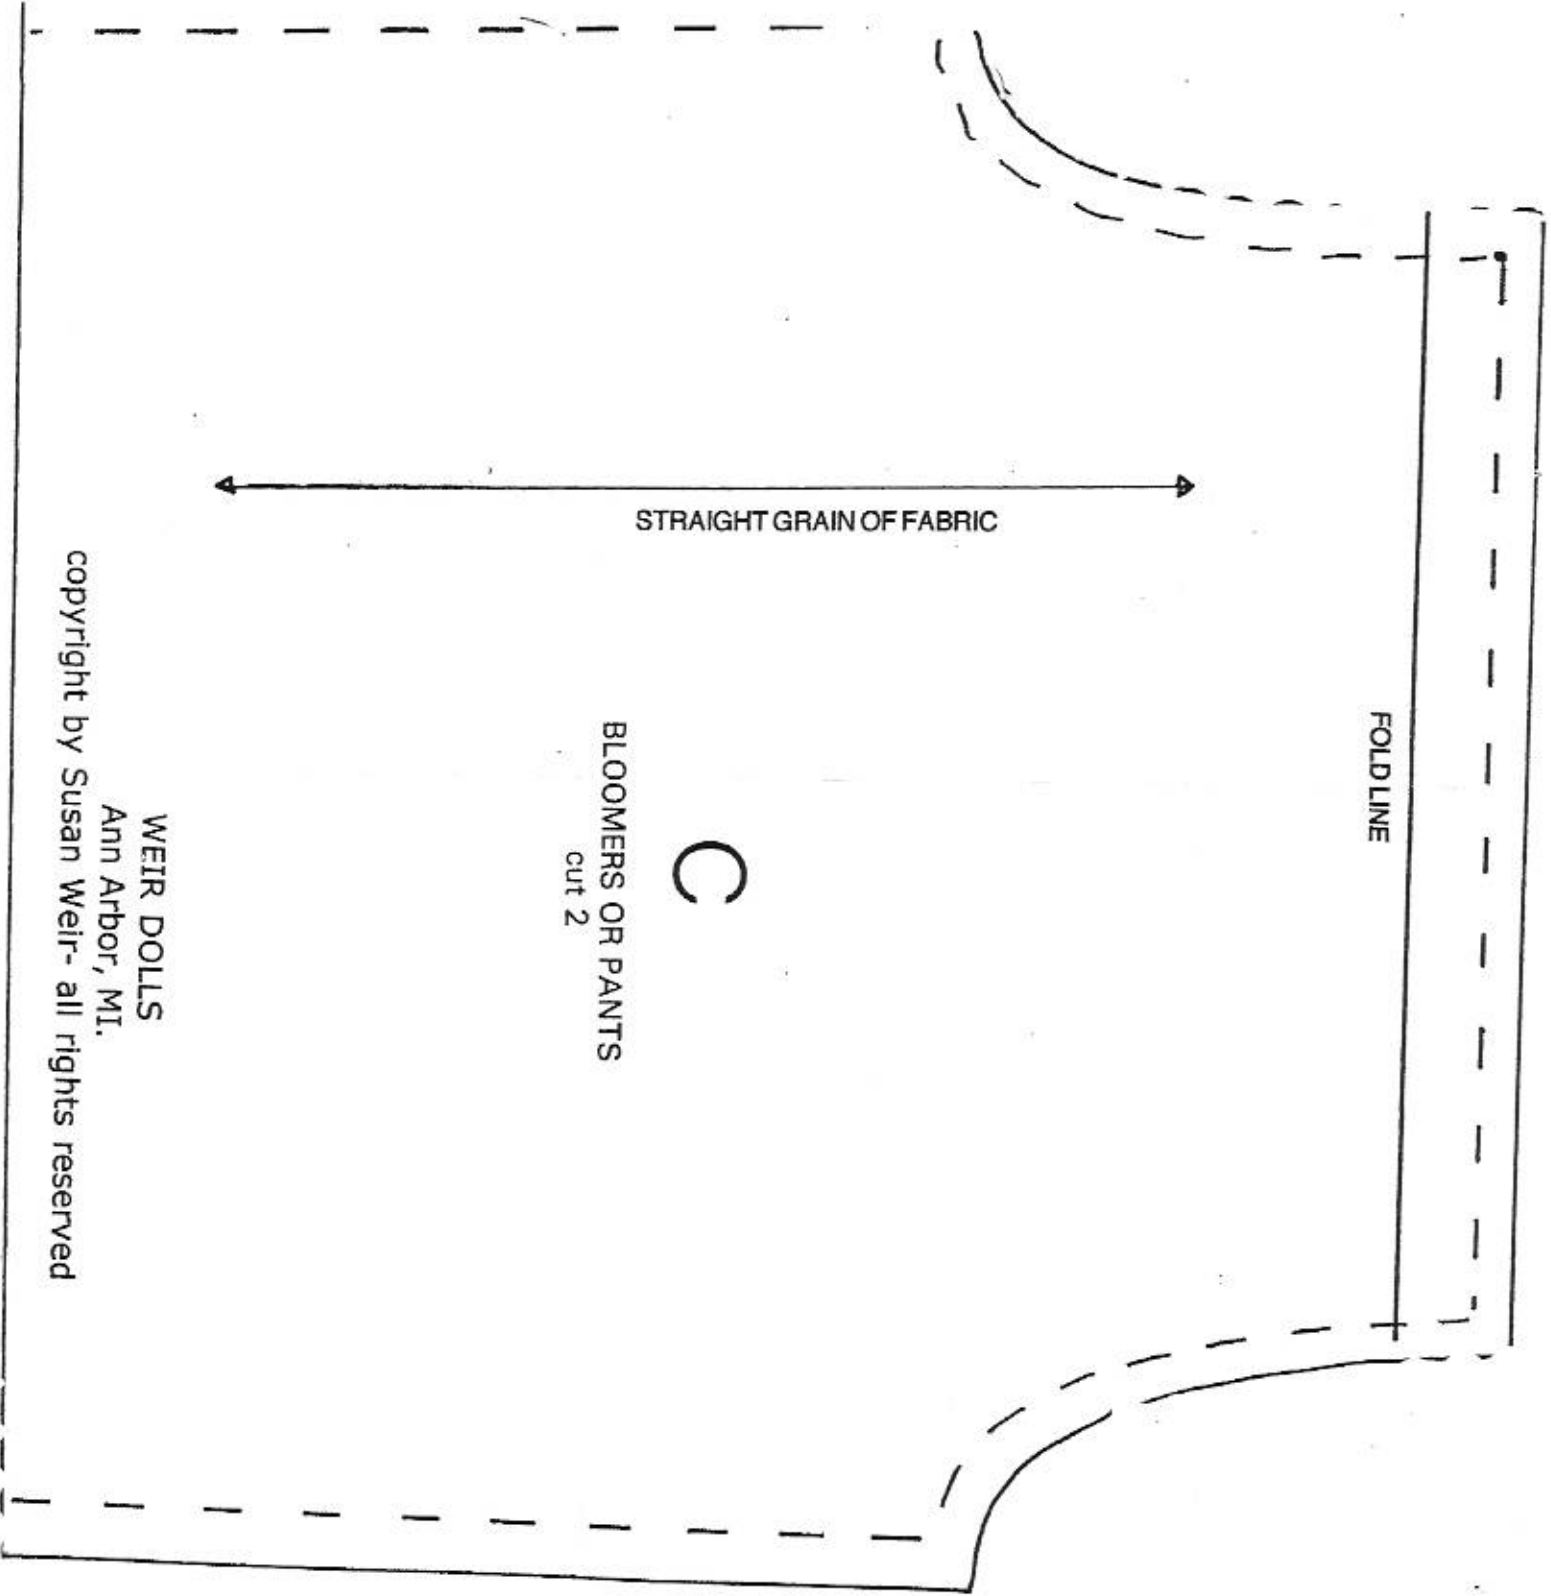 STRAIGHT GRAIN OF FABRIC
FOLD LINE
C
BLOOMERS OR PANTS
cut 2
WEIR DOLLS
Ann Arbor, MI.
copyright by Susan Weir- all rights reserved